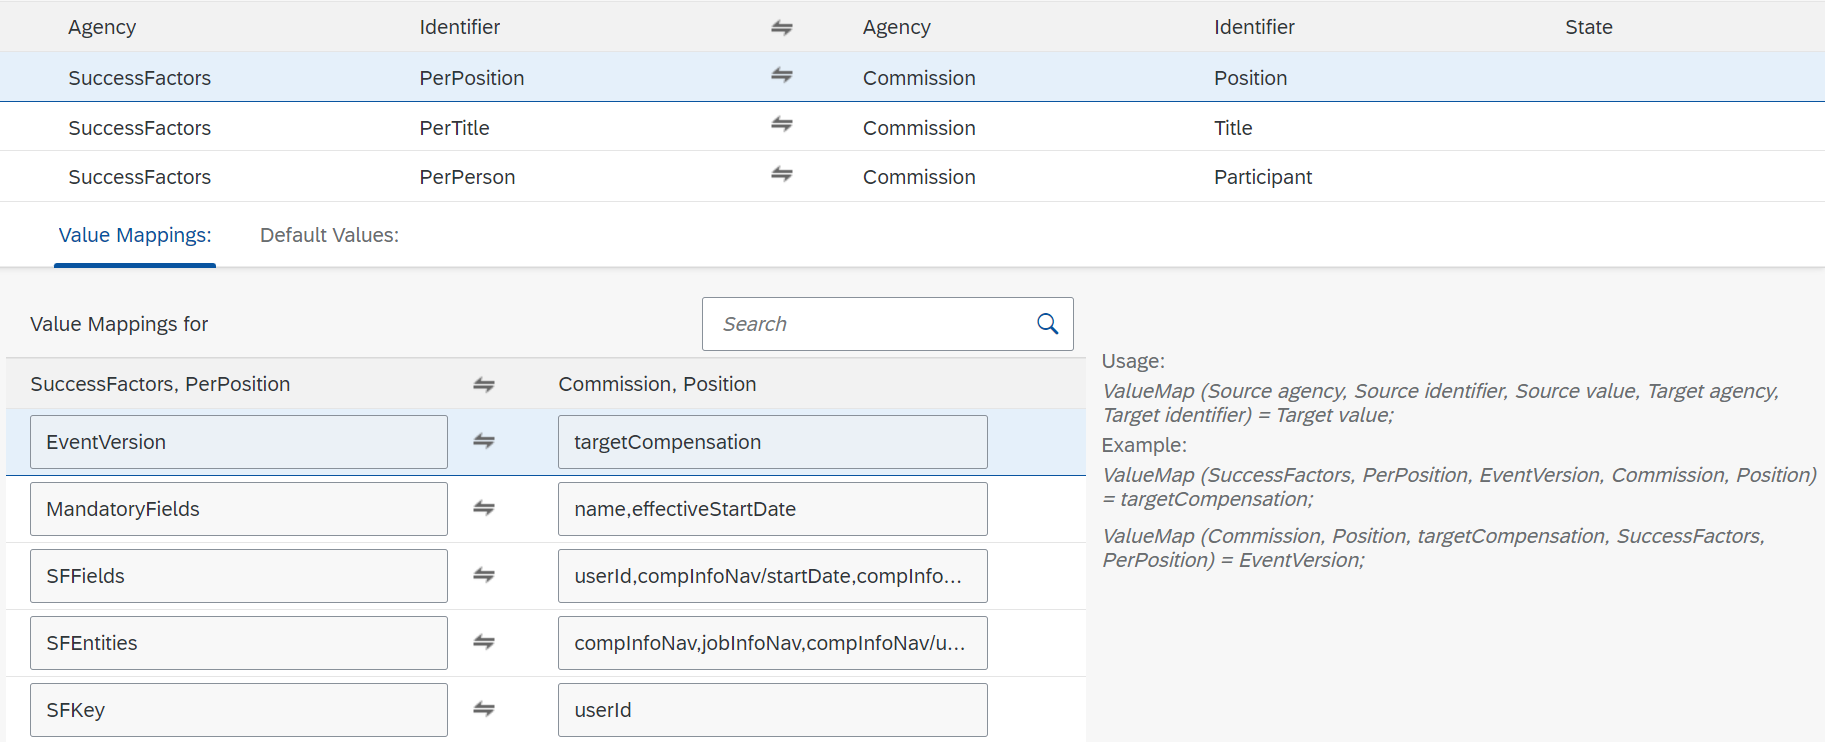 Agency Identifier ⇌ Agency Identifier State
SuccessFactors PerPosition ⇌ Commission Position
SuccessFactors PerTitle ⇌ Commission Title
SuccessFactors PerPerson ⇌ Commission Participant
Value Mappings: Default Values:
Value Mappings for Search
SuccessFactors, PerPosition ⇌ Commission, Position
EventVersion ⇌ targetCompensation
MandatoryFields ⇌ name,effectiveStartDate
SFFields ⇌ userId,compInfoNav/startDate,compInfo...
SFEntities ⇌ compInfoNav,jobInfoNav,compInfoNav/u...
SFKey ⇌ userId
Usage:
ValueMap (Source agency, Source identifier, Source value, Target agency,
Target identifier) = Target value;
Example:
ValueMap (SuccessFactors, PerPosition, EventVersion, Commission, Position)
= targetCompensation;
ValueMap (Commission, Position, targetCompensation, SuccessFactors,
PerPosition) = EventVersion;